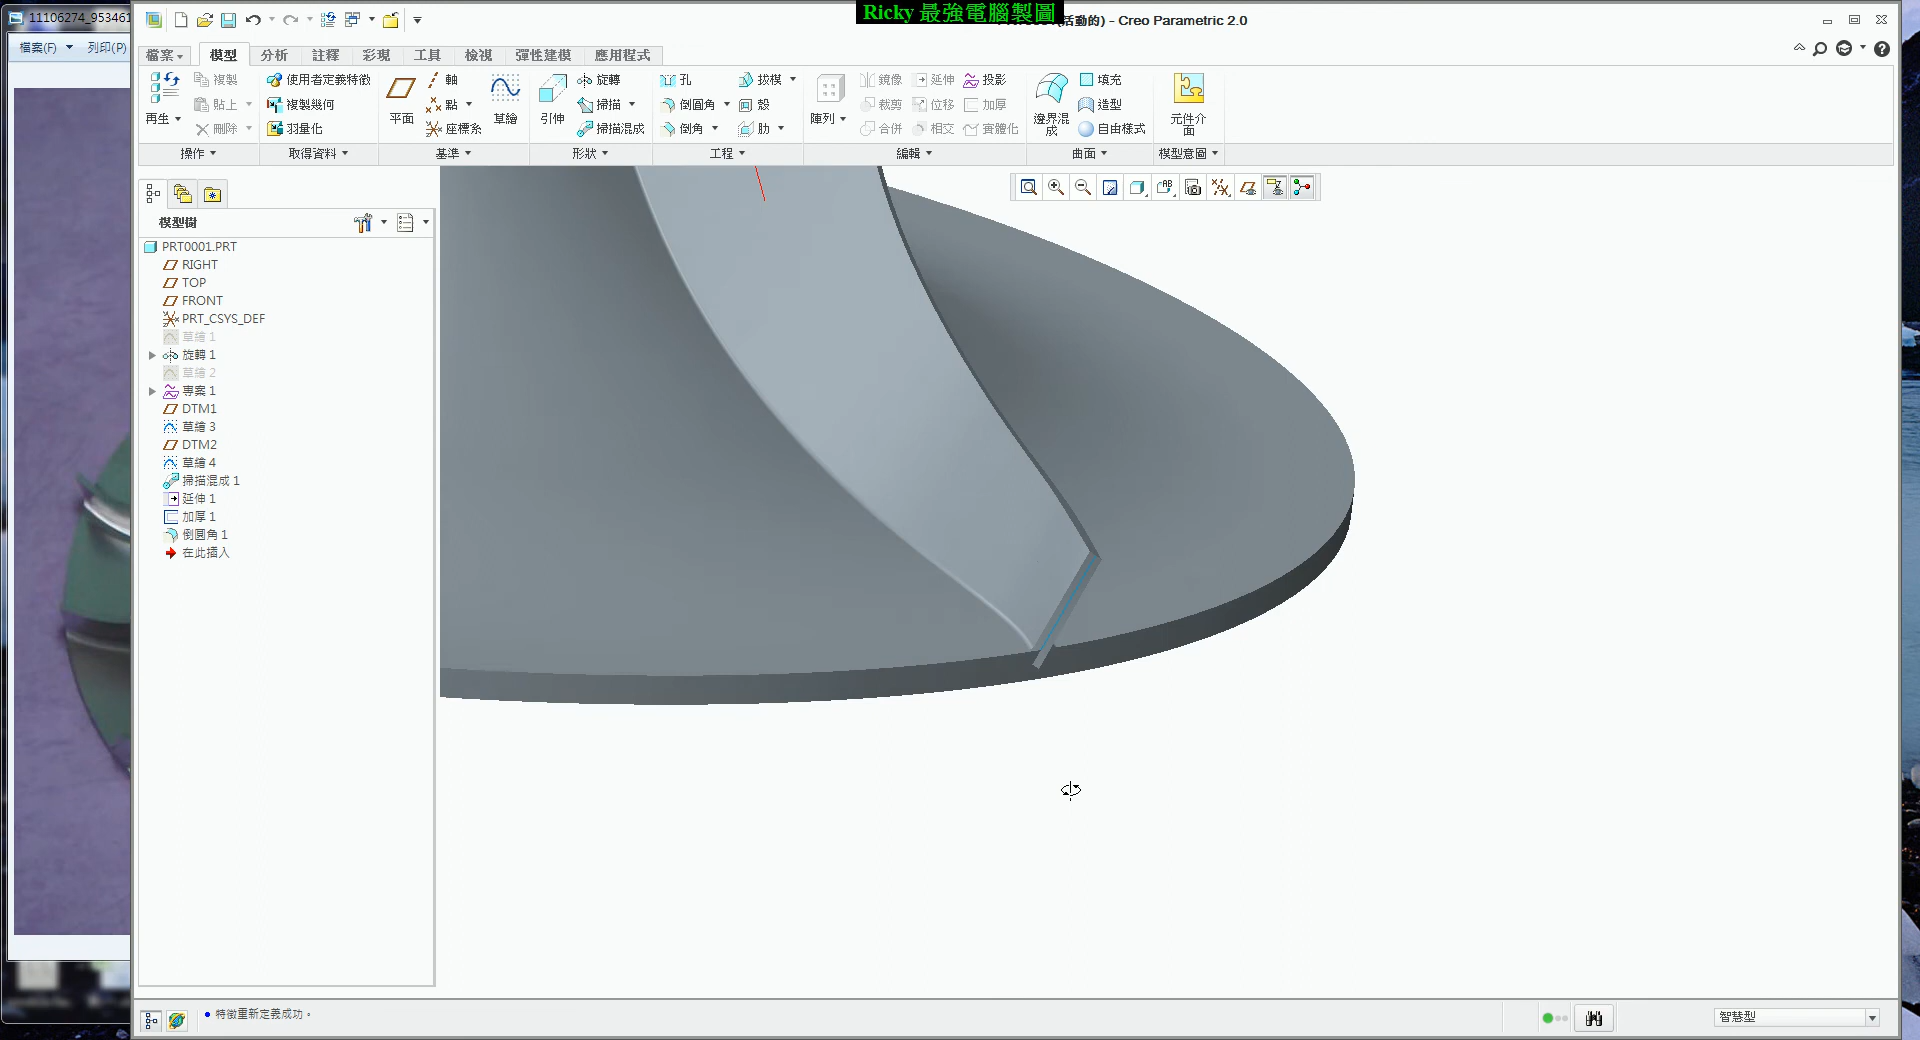 11106274_953461
Ricky 最強電腦製圖
(活動的) - Creo Parametric 2.0
檔案(F)
列印(P)
檔案
模型
分析
註釋
彩現
工具
檢視
彈性建模
應用程式
再生
複製
貼上
刪除
使用者定義特徵
複製幾何
羽量化
平面
軸
點
座標系
草繪
引伸
旋轉
掃描
掃描混成
孔
倒圓角
倒角
拔模
殼
肋
陣列
鏡像
裁剪
合併
延伸
位移
相交
投影
加厚
實體化
邊界混成
填充
造型
自由樣式
元件介面
操作
取得資料
基準
形狀
工程
編輯
曲面
模型意圖
模型樹
PRT0001.PRT
RIGHT
TOP
FRONT
PRT_CSYS_DEF
草繪 1
旋轉 1
草繪 2
專案 1
DTM1
草繪 3
DTM2
草繪 4
掃描混成 1
延伸 1
加厚 1
倒圓角 1
在此插入
特徵重新定義成功。
智慧型